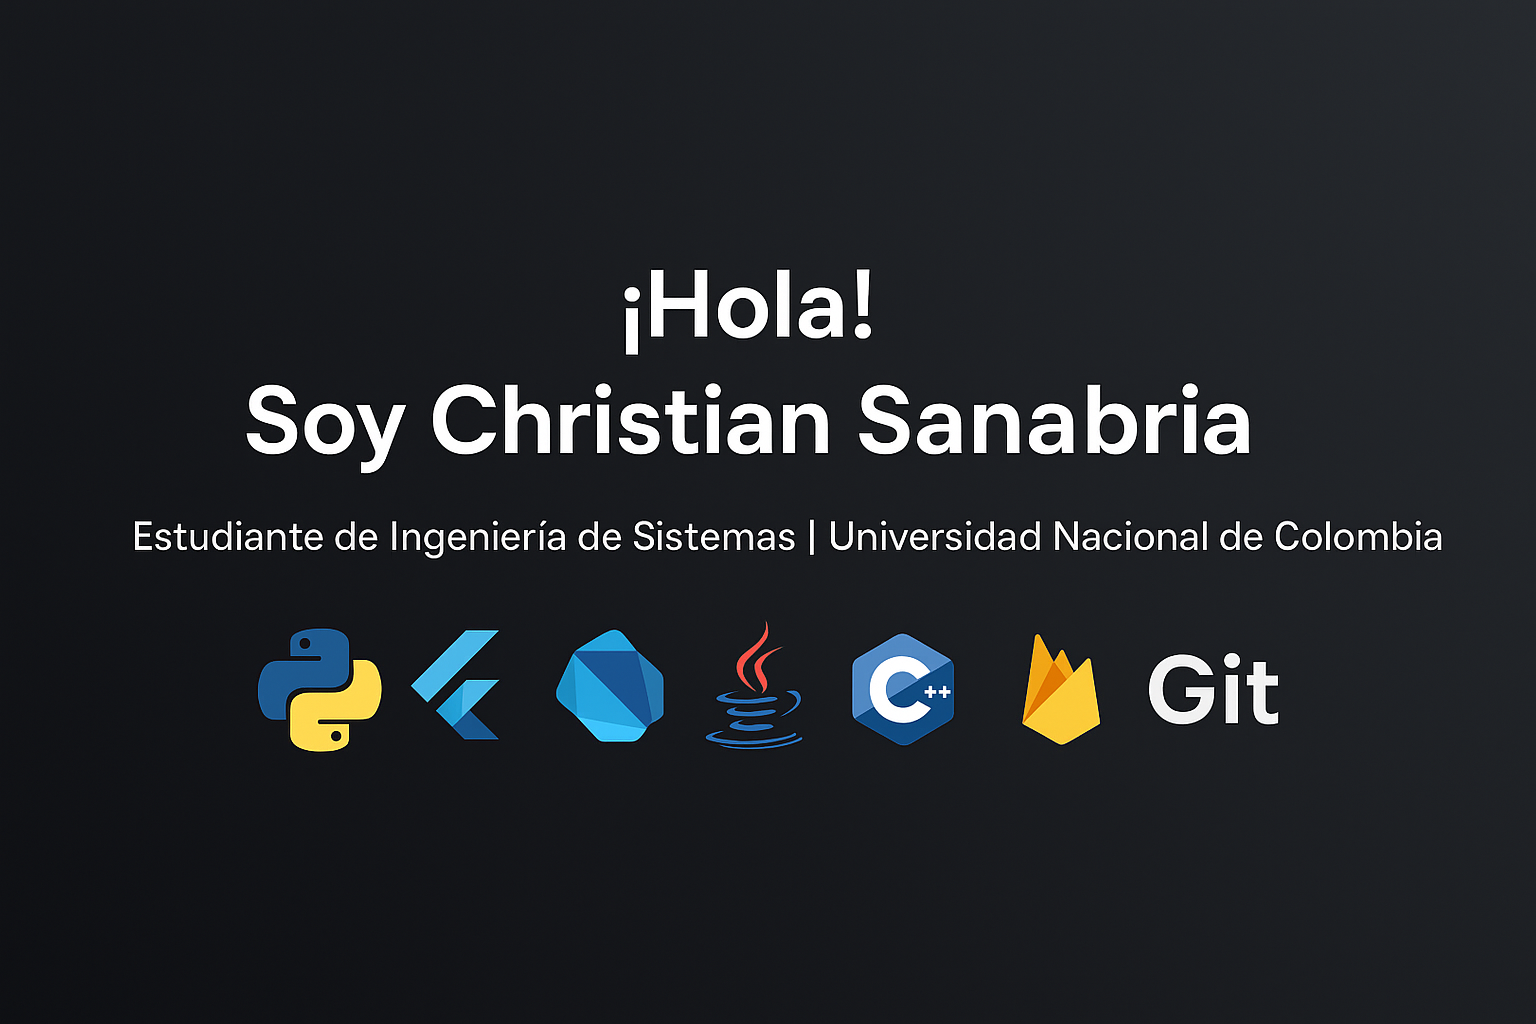 ¡Hola!
Soy Christian Sanabria
Estudiante de Ingeniería de Sistemas | Universidad Nacional de Colombia
C++ Git